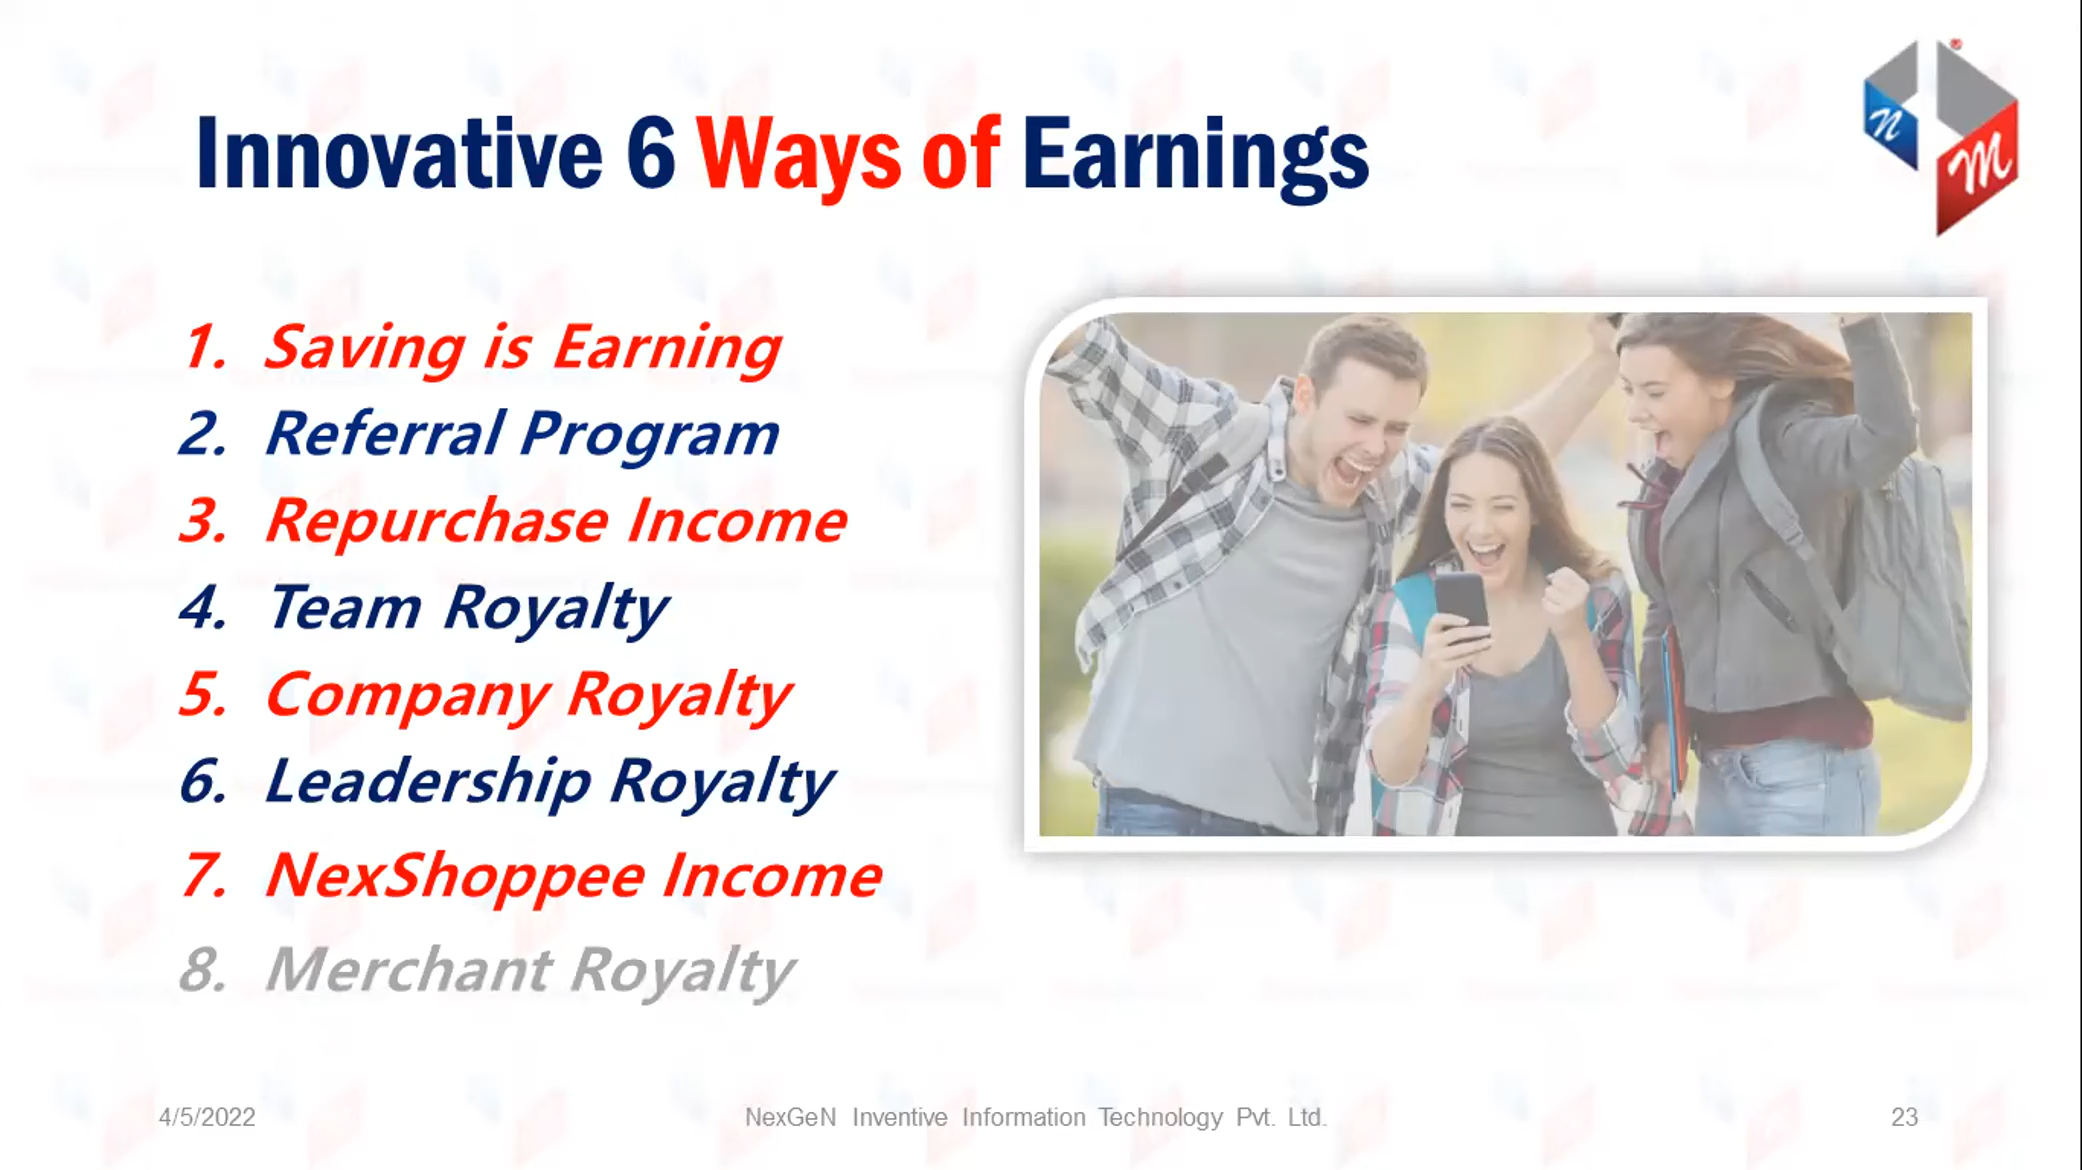 Innovative 6 Ways of Earnings
n
M
1. Saving is Earning
2. Referral Program
3. Repurchase Income
4. Team Royalty
5. Company Royalty
6. Leadership Royalty
7. NexShoppee Income
8. Merchant Royalty
4/5/2022
NexGeN Inventive Information Technology Pvt. Ltd.
23